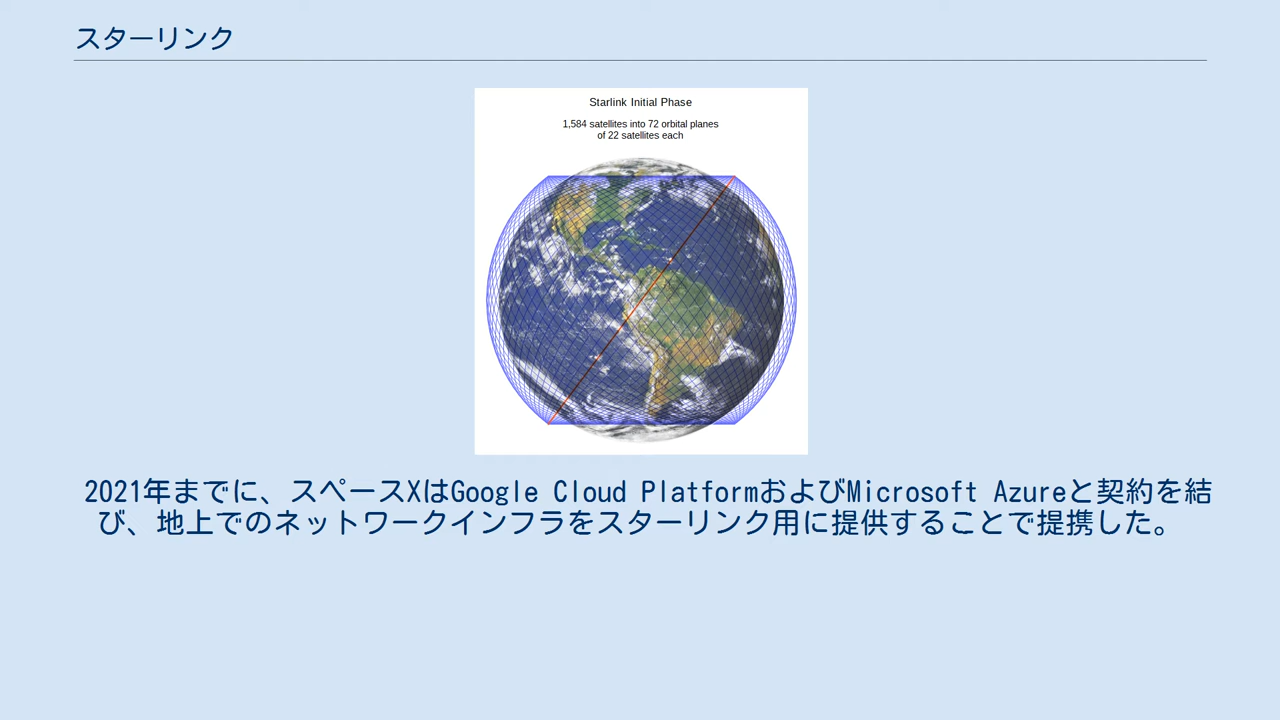 スターリンク
Starlink Initial Phase
1,584 satellites into 72 orbital planes
of 22 satellites each
2021年までに、スペースXはGoogle Cloud PlatformおよびMicrosoft Azureと契約を結
び、地上でのネットワークインフラをスターリンク用に提供することで提携した。